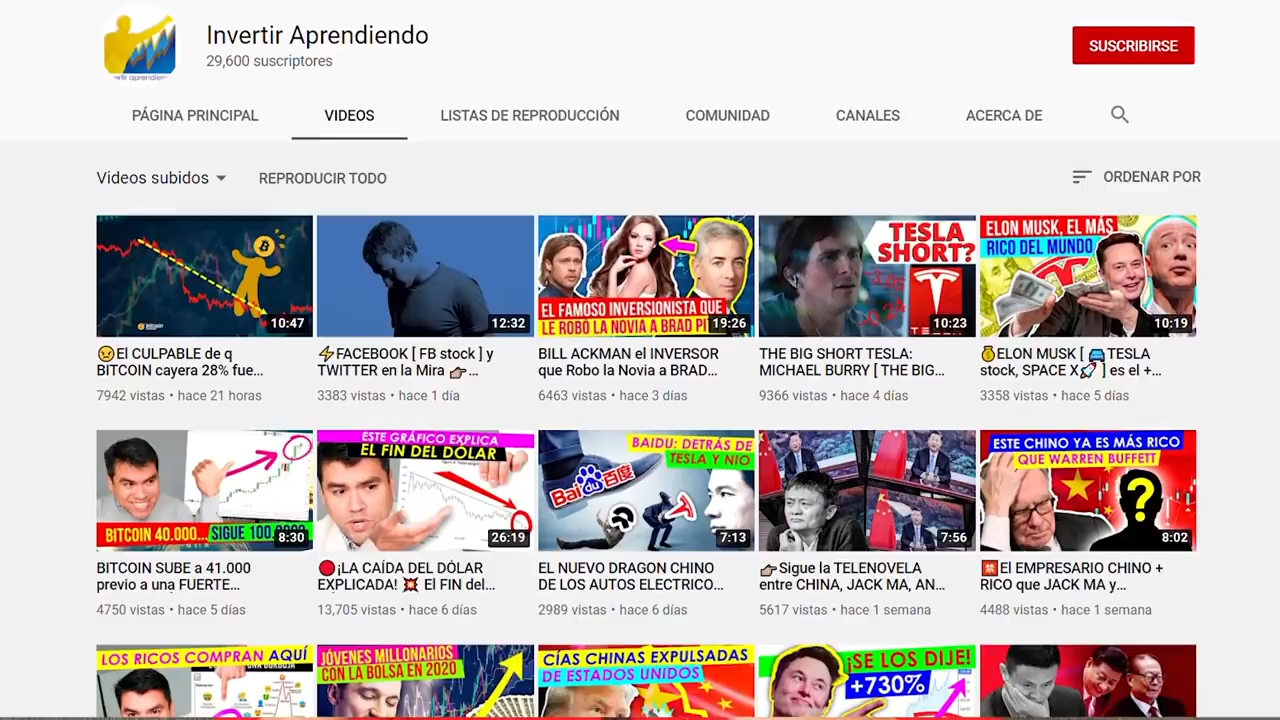 Invertir Aprendiendo
29,600 suscriptores
SUSCRIBIRSE
PÁGINA PRINCIPAL
VIDEOS
LISTAS DE REPRODUCCIÓN
COMUNIDAD
CANALES
ACERCA DE
Videos subidos
REPRODUCIR TODO
ORDENAR POR
bitcoin
10:47
12:32
EL FAMOSO INVERSIONISTA QUE
LE ROBO LA NOVIA A BRAD
19:26
TESLA
SHORT?
10:23
ELON MUSK, EL MÁS
RICO DEL MUNDO
10:19
😣El CULPABLE de q
BITCOIN cayera 28% fue...
7942 vistas • hace 21 horas
⚡FACEBOOK [ FB stock ] y
TWITTER en la Mira 👉...
3383 vistas • hace 1 día
BILL ACKMAN el INVERSOR
que Robo la Novia a BRAD...
6463 vistas • hace 3 días
THE BIG SHORT TESLA:
MICHAEL BURRY [ THE BIG...
9366 vistas • hace 4 días
💰ELON MUSK [ 🚘TESLA
stock, SPACE X🚀 ] es el +...
3358 vistas • hace 5 días
BITCOIN 40.000... SIGUE 100.000?
8:30
ESTE GRÁFICO EXPLICA
EL FIN DEL DÓLAR
26:19
BAIDU: DETRÁS DE
TESLA Y NIO
Bai du 百度
7:13
7:56
ESTE CHINO YA ES MÁS RICO
QUE WARREN BUFFETT
?
8:02
BITCOIN SUBE a 41.000
previo a una FUERTE...
4750 vistas • hace 5 días
🔴¡LA CAÍDA DEL DÓLAR
EXPLICADA! 💥 El FIN del...
13,705 vistas • hace 6 días
EL NUEVO DRAGON CHINO
DE LOS AUTOS ELECTRICO...
2989 vistas • hace 6 días
👉Sigue la TELENOVELA
entre CHINA, JACK MA, AN...
5617 vistas • hace 1 semana
🈲El EMPRESARIO CHINO +
RICO que JACK MA y...
4488 vistas • hace 1 semana
LOS RICOS COMPRAN AQUÍ
JÓVENES MILLONARIOS
CON LA BOLSA EN 2020
CÍAS CHINAS EXPULSADAS
DE ESTADOS UNIDOS
¡SE LOS DIJE!
+730%